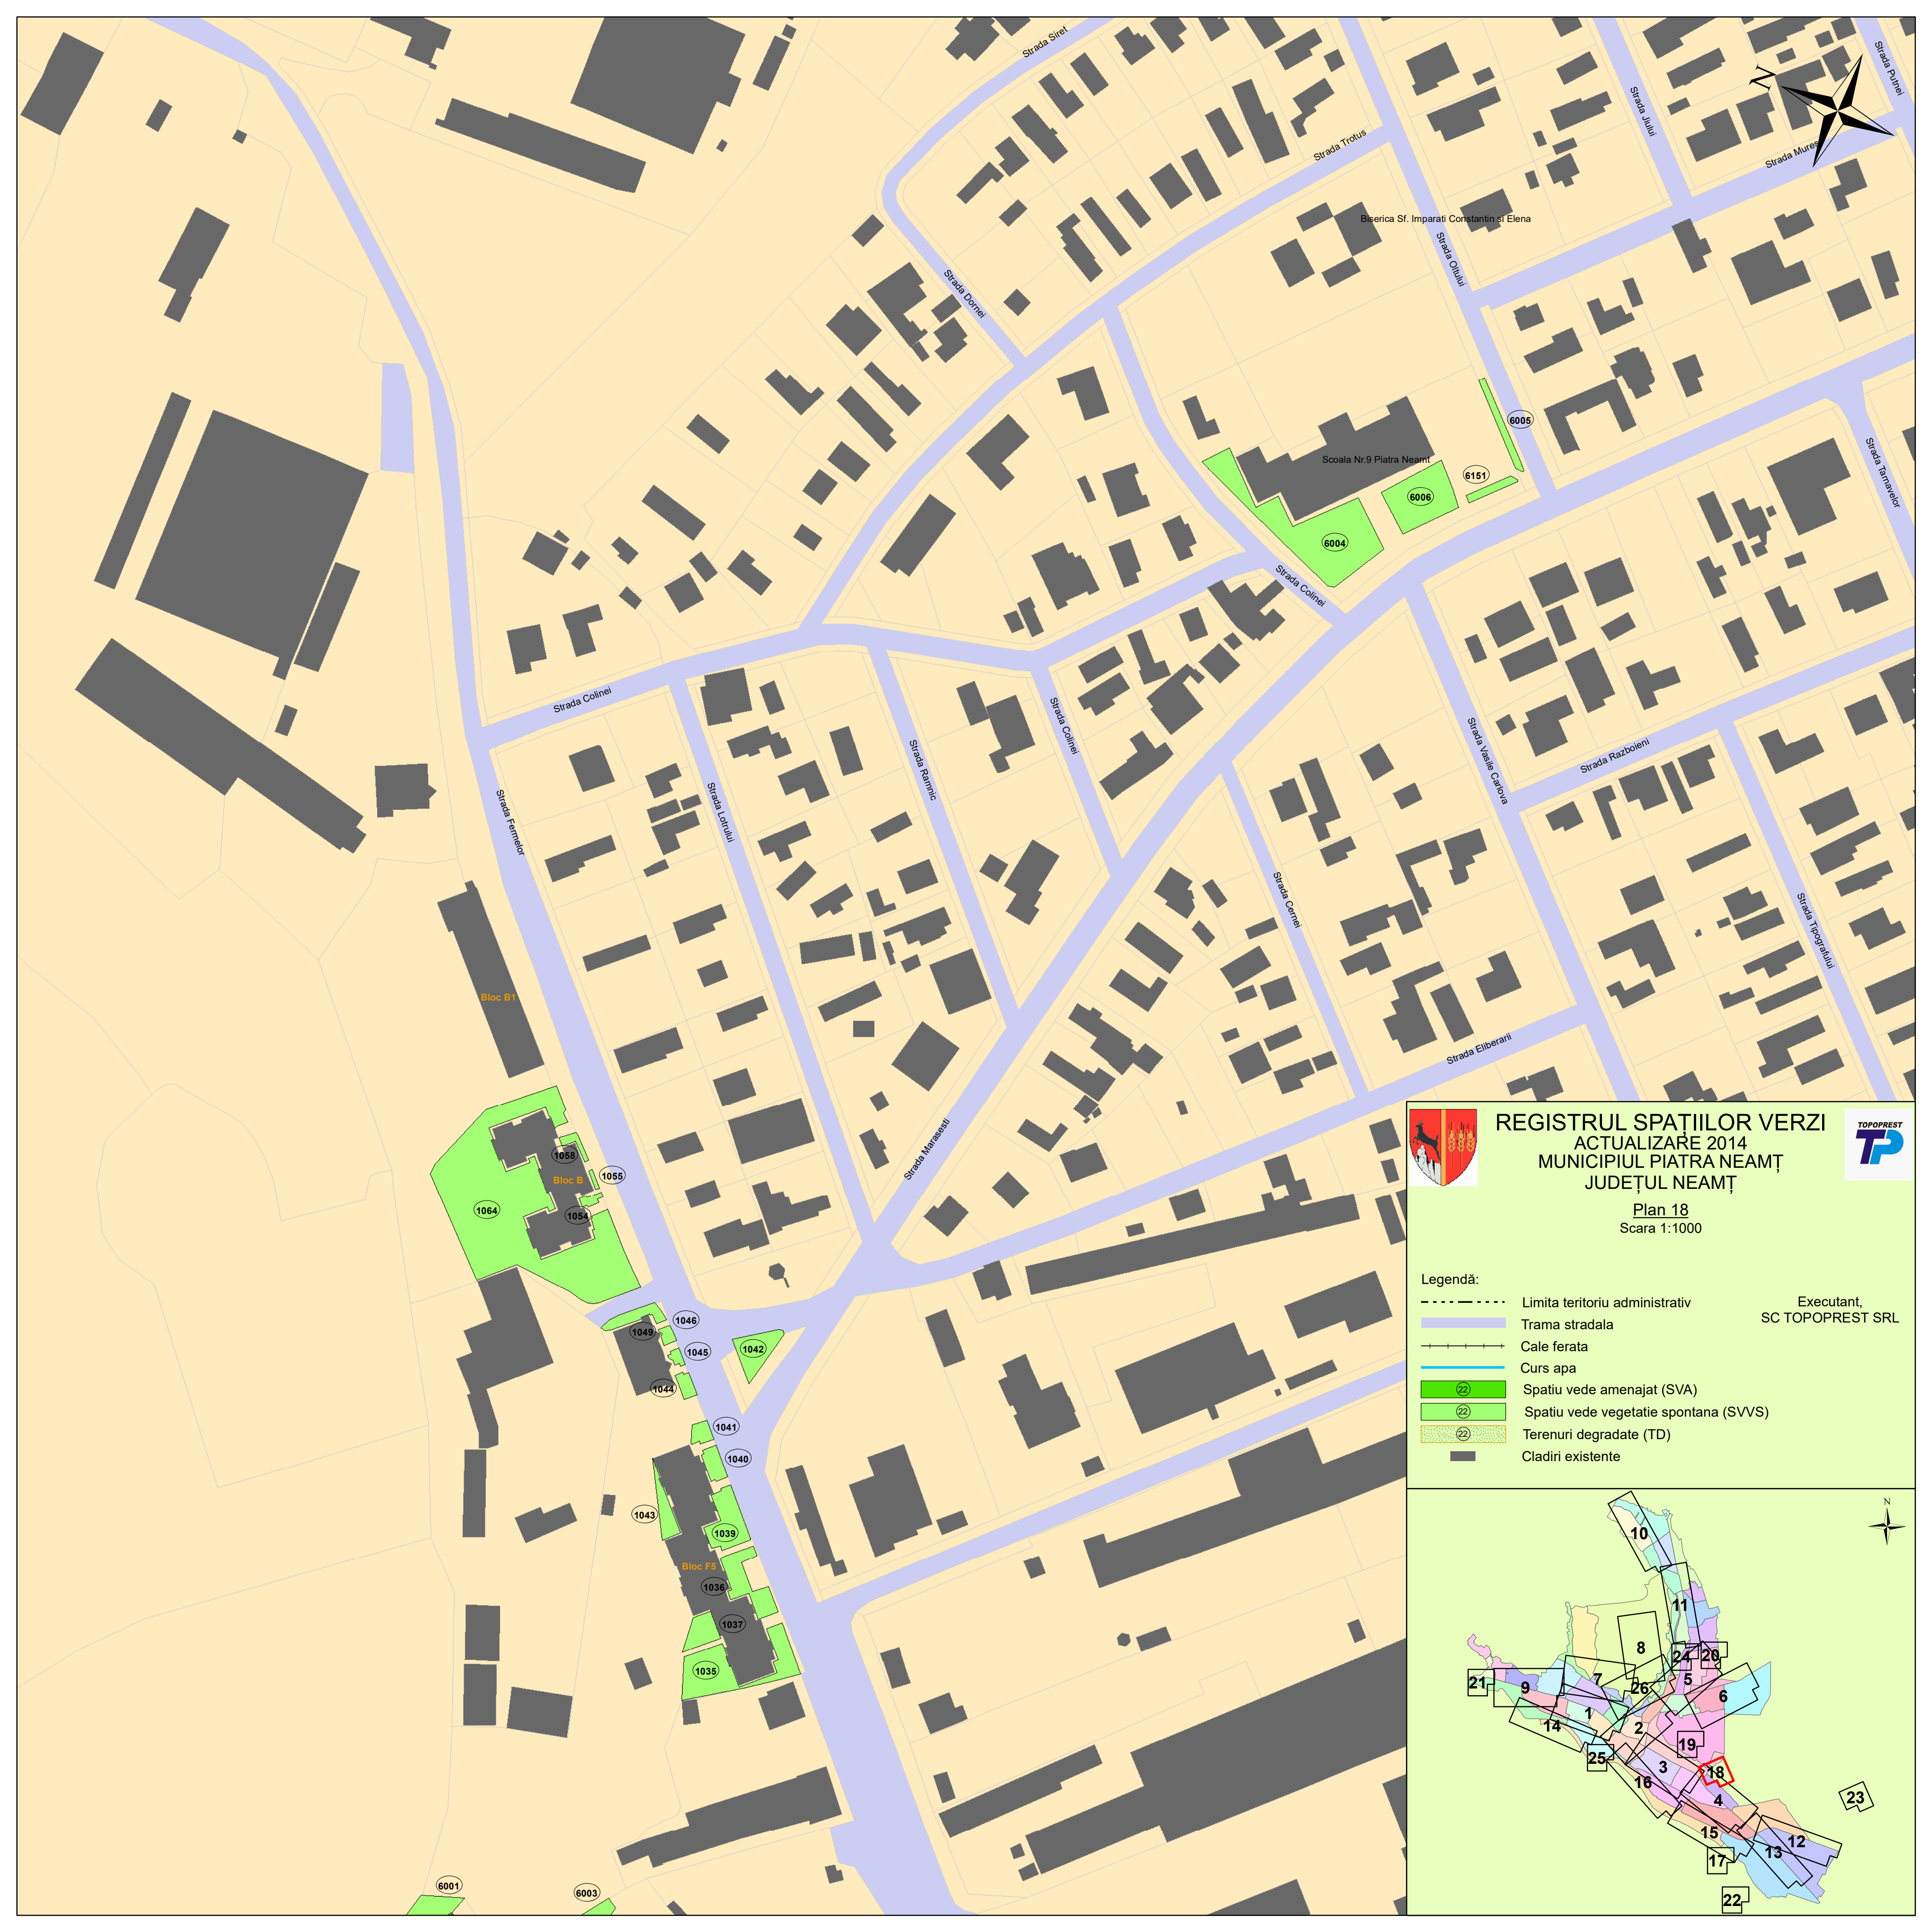 Strada Siret
Strada Putnei
Strada Jiului
N
Strada Trotus
Strada Mures
Biserica Sf. Imparati Constantin si Elena
Strada Oltului
Strada Dornei
6005
Strada Tarnavelor
Scoala Nr.9 Piatra Neamt
6151
6006
6004
Strada Colinei
Strada Colinei
Strada Colinei
Strada Vasile Carlova
Strada Razboieni
Strada Ramnic
Strada Fermelor
Strada Lotrului
Strada Cernei
Strada Tipografului
Bloc B1
Strada Eliberarii
Strada Marasesti
1058
1055
Bloc B
1064
1054
1046
1049
1045
1042
1044
1041
1040
1043
1039
Bloc F5
1036
1037
1035
6001
6003
REGISTRUL SPAȚIILOR VERZI
ACTUALIZARE 2014
MUNICIPIUL PIATRA NEAMȚ
JUDEȚUL NEAMȚ
TOPOPREST
TP
Plan 18
Scara 1:1000
Legendă:
Limita teritoriu administrativ
Trama stradala
Cale ferata
Curs apa
22 Spatiu vede amenajat (SVA)
22 Spatiu vede vegetatie spontana (SVVS)
22 Terenuri degradate (TD)
Cladiri existente
Executant,
SC TOPOPREST SRL
N
10
11
8
24
20
7
5
21
9
26
6
1
14
2
19
25
3
18
16
4
23
15
12
13
17
22